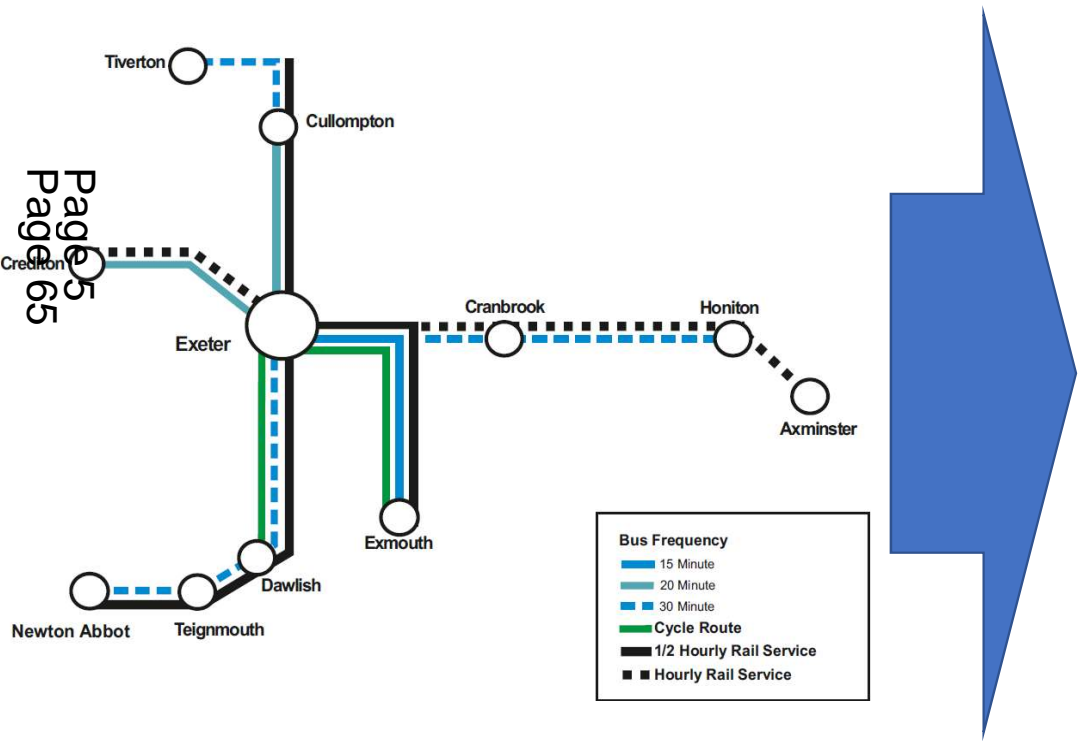 Tiverton
Cullompton
Page 5
Page 65
Crediton
Exeter
Cranbrook
Honiton
Axminster
Exmouth
Dawlish
Teignmouth
Newton Abbot
Bus Frequency
15 Minute
20 Minute
30 Minute
Cycle Route
1/2 Hourly Rail Service
Hourly Rail Service